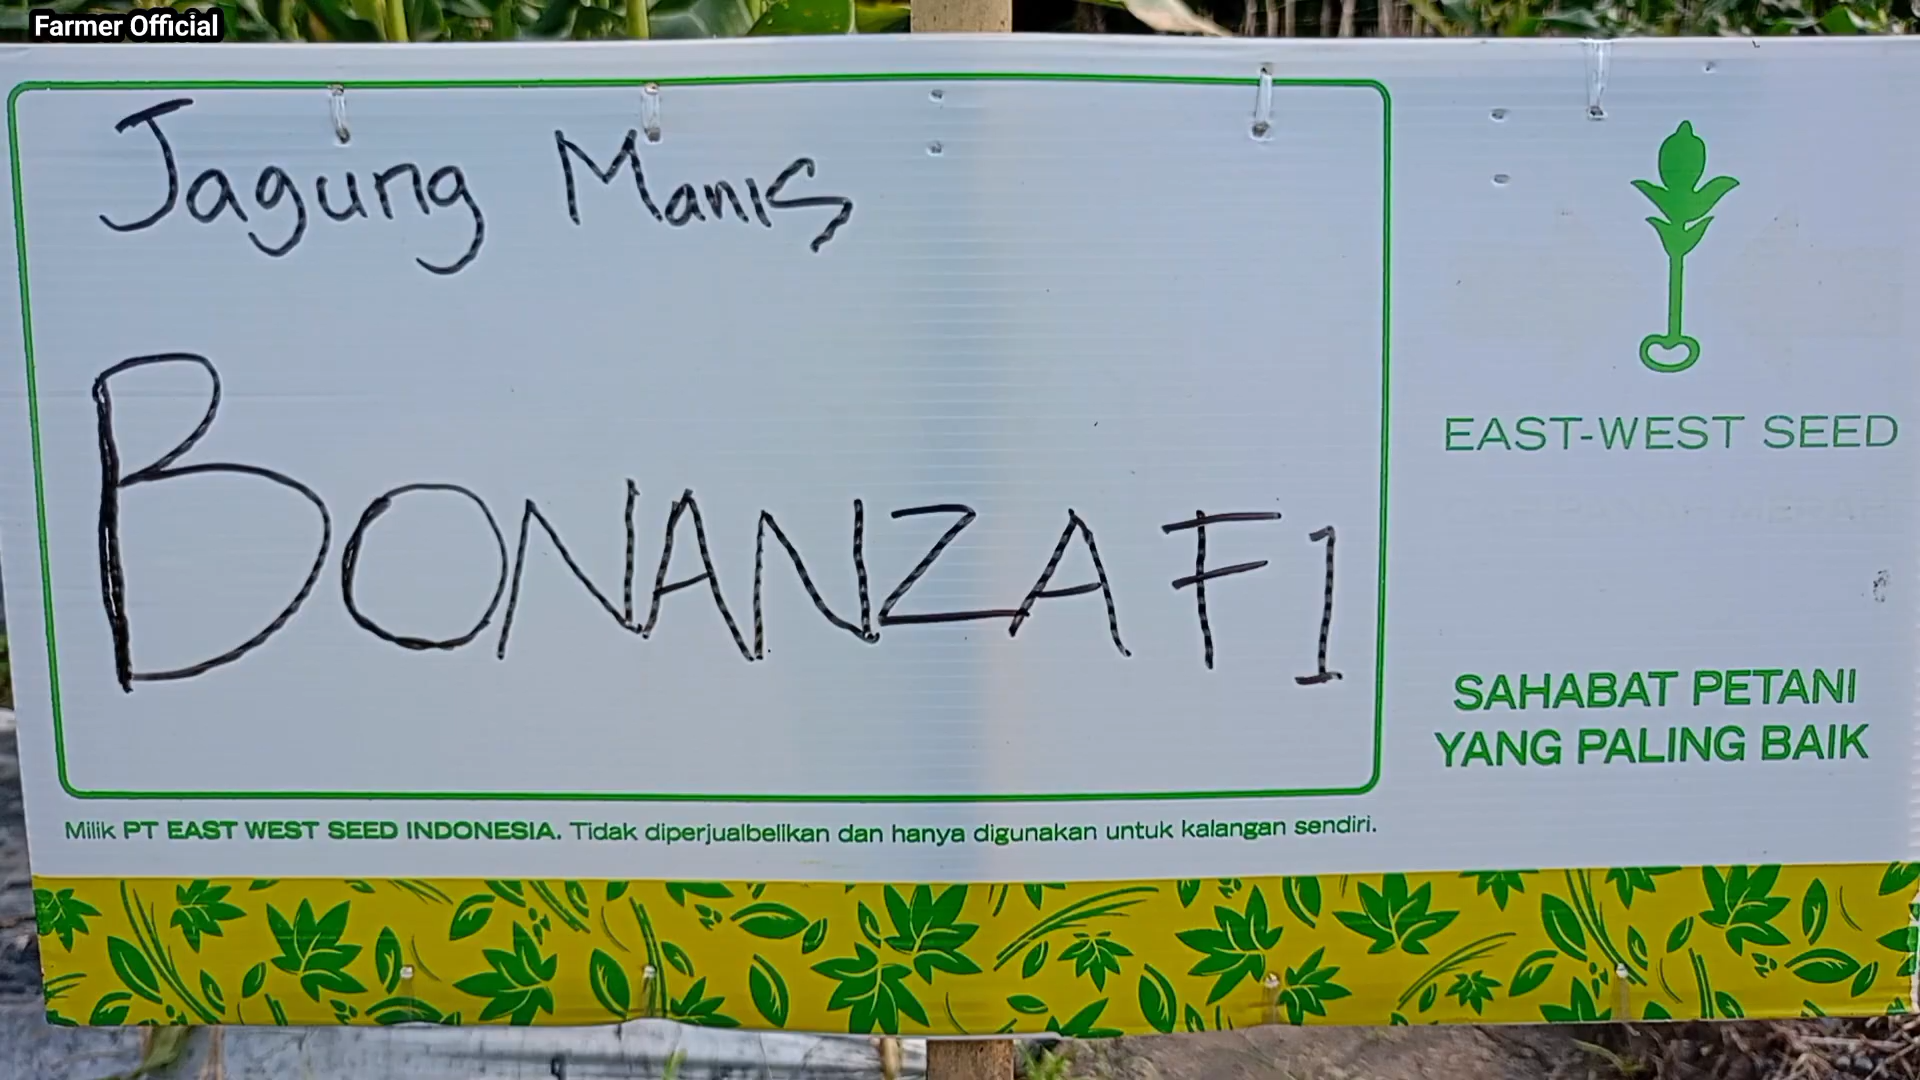 Farmer Official
Jagung Manis
BONANZA F1
EAST-WEST SEED
SAHABAT PETANI
YANG PALING BAIK
Milik PT EAST WEST SEED INDONESIA. Tidak diperjualbelikan dan hanya digunakan untuk kalangan sendiri.